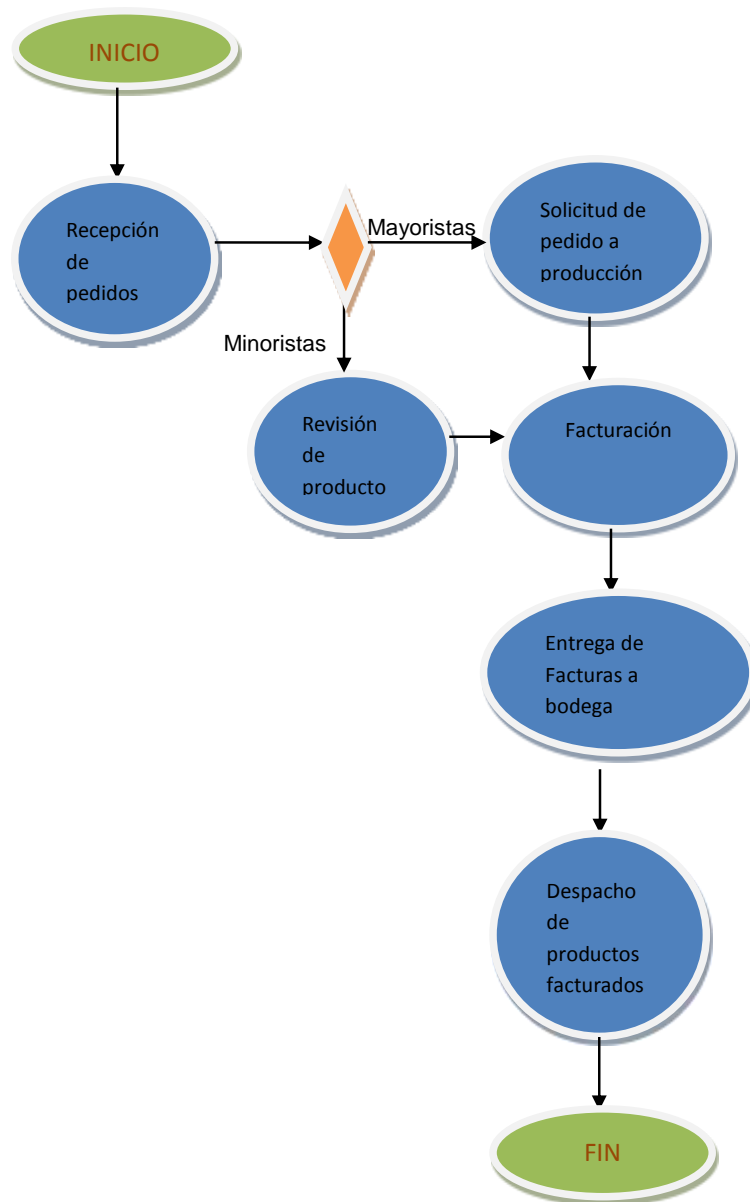 INICIO
Recepción
de
pedidos
Mayoristas
Solicitud de
pedido a
producción
Minoristas
Revisión
de
producto
Facturación
Entrega de
Facturas a
bodega
Despacho
de
productos
facturados
FIN